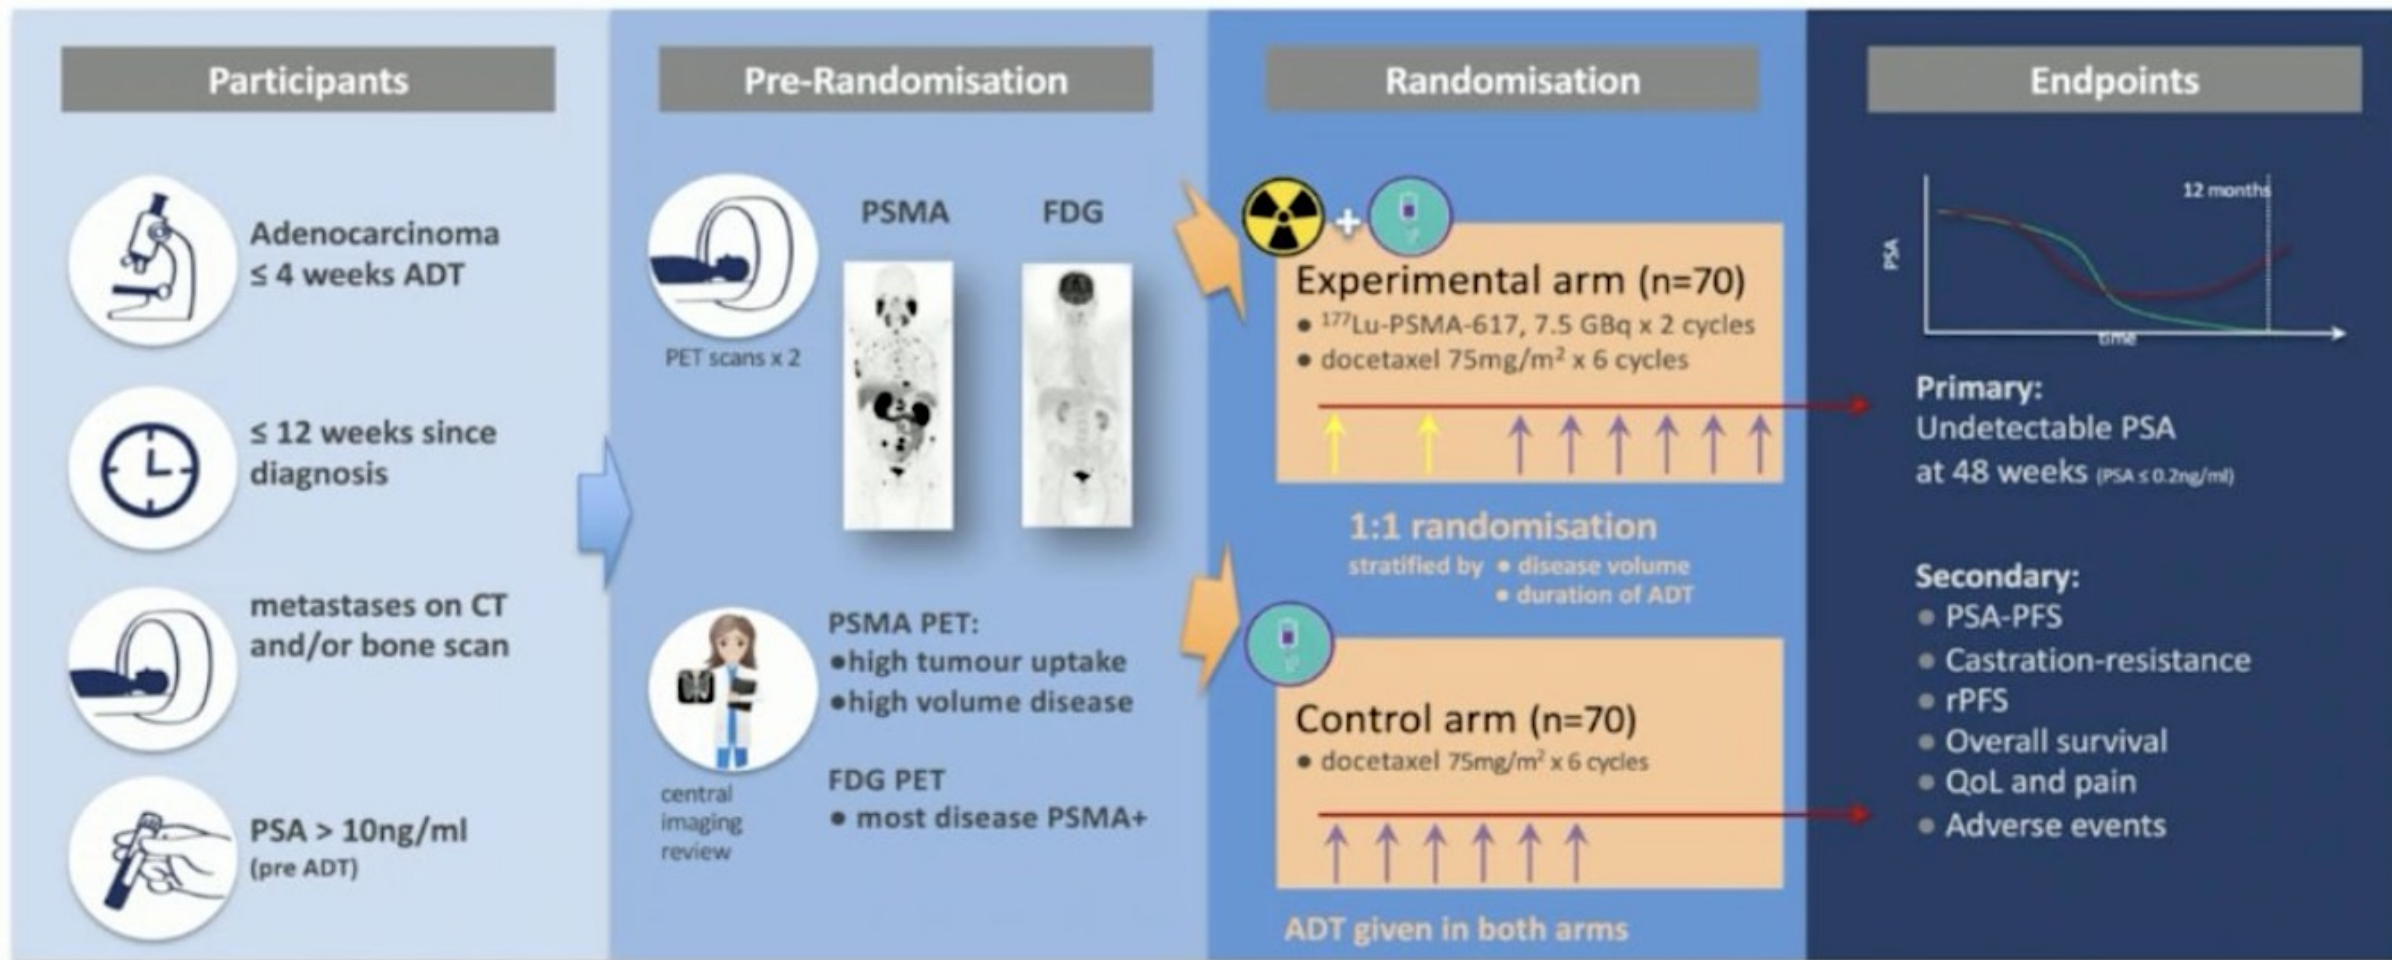 Participants
Adenocarcinoma
≤ 4 weeks ADT
≤ 12 weeks since
diagnosis
metastases on CT
and/or bone scan
PSA > 10ng/ml
(pre ADT)
Pre-Randomisation
PSMA
FDG
PET scans x 2
PSMA PET:
●high tumour uptake
●high volume disease
FDG PET
● most disease PSMA+
central
imaging
review
Randomisation
+
Experimental arm (n=70)
● ¹⁷⁷Lu-PSMA-617, 7.5 GBq x 2 cycles
● docetaxel 75mg/m² x 6 cycles
1:1 randomisation
stratified by ● disease volume
● duration of ADT
Control arm (n=70)
● docetaxel 75mg/m² x 6 cycles
ADT given in both arms
Endpoints
12 months
PSA
time
Primary:
Undetectable PSA
at 48 weeks (PSA ≤ 0.2ng/ml)
Secondary:
● PSA-PFS
● Castration-resistance
● rPFS
● Overall survival
● QoL and pain
● Adverse events